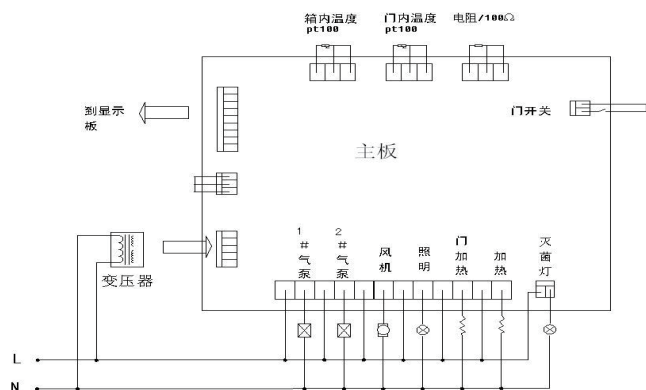 箱内温度
pt100
门内温度
pt100
电阻/100Ω
到显示
板
门开关
主板
变压器
1#气泵
2#气泵
风机
照明
门加热
加热
灭菌灯
L
N